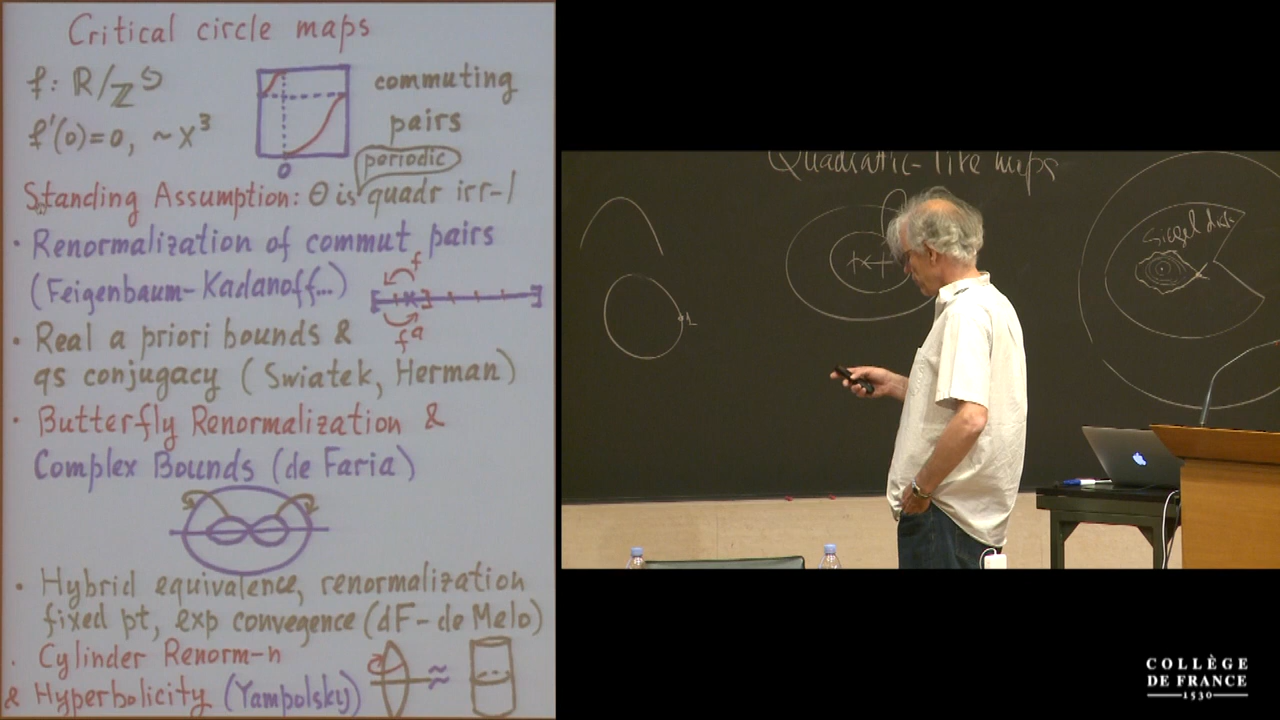 Critical circle maps
f: R/Z
commuting
f'(0)=0, ~x³
pairs
periodic
0
Standing Assumption: θ is quadr irr-l
• Renormalization of commut pairs
f
(Feigenbaum-Kadanoff...)
• Real a priori bounds &
fᵃ
qs conjugacy (Swiatek, Herman)
• Butterfly Renormalization &
Complex Bounds (de Faria)
• Hybrid equivalence, renormalization
fixed pt, exp convegence (dF- de Melo)
• Cylinder Renorm-n
& Hyperbolicity (Yampolsky)
≈
Quadratic-like maps
Siegel disk
COLLÈGE
DE FRANCE
1530